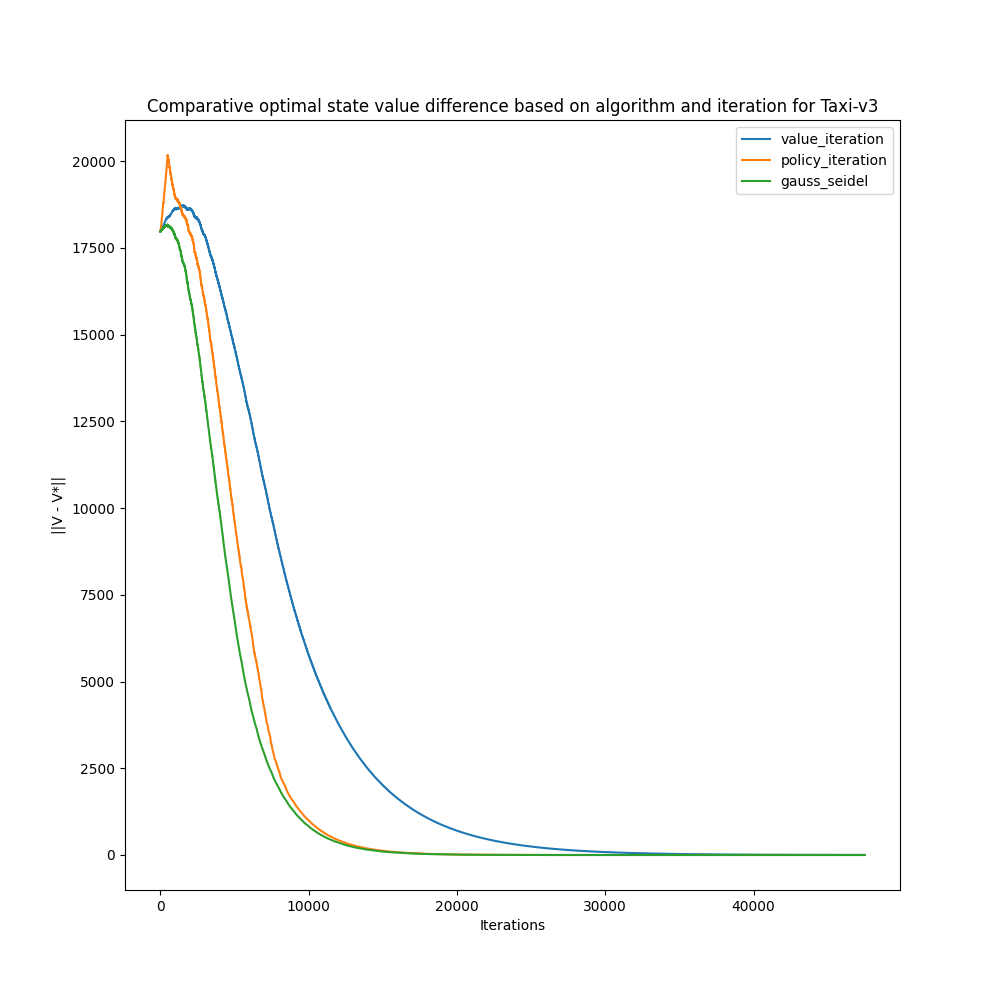 Comparative optimal state value difference based on algorithm and iteration for Taxi-v3
value_iteration
policy_iteration
gauss_seidel
20000
17500
15000
12500
10000
7500
5000
2500
0
||V - V*||
0 10000 20000 30000 40000
Iterations